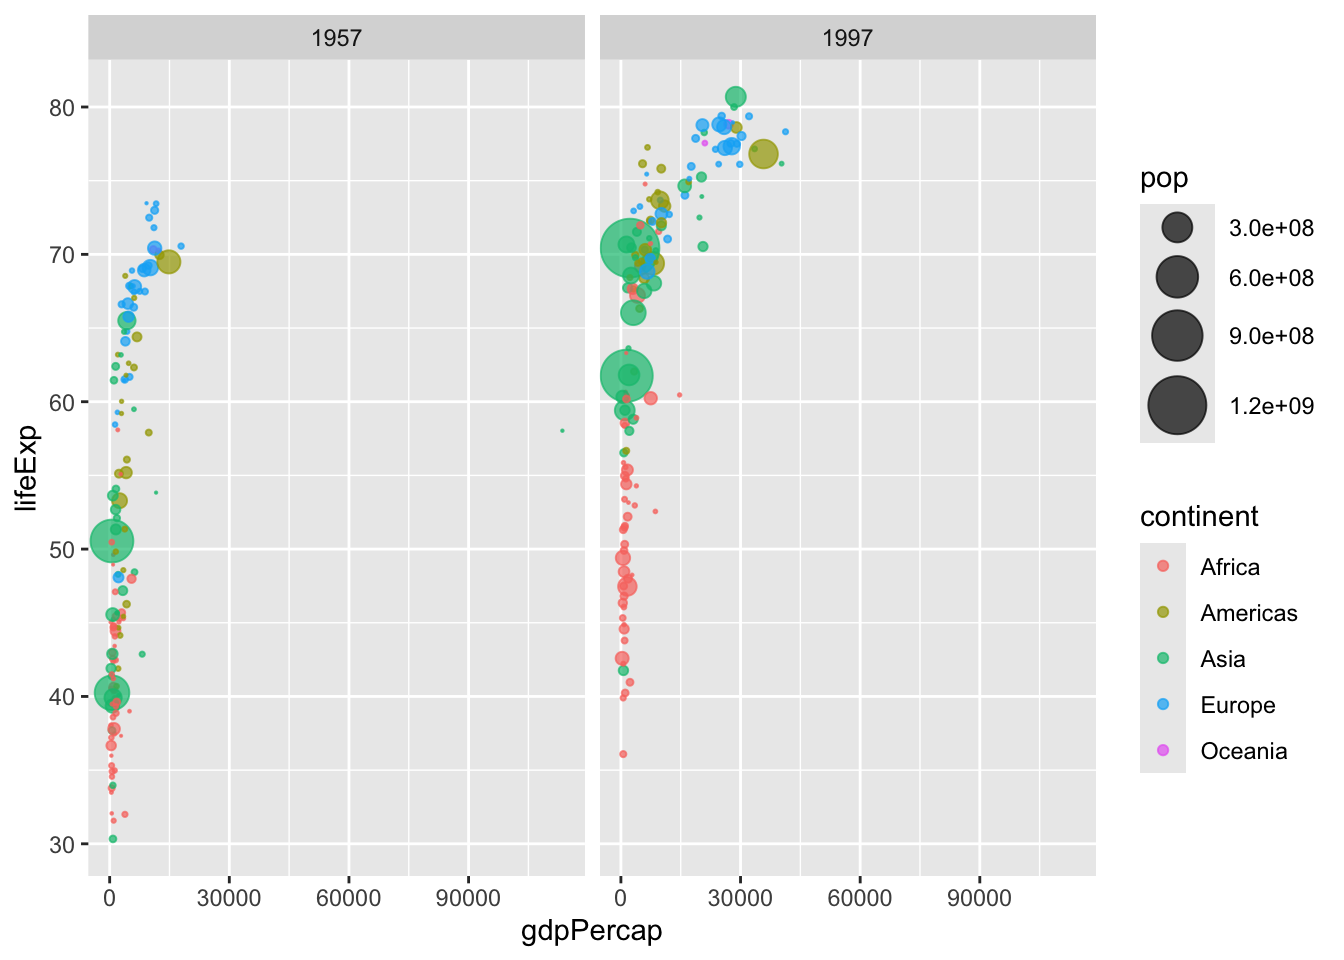 1957
1997
80
70
60
50
40
30
lifeExp
0
30000
60000
90000
0
30000
60000
90000
gdpPercap
pop
3.0e+08
6.0e+08
9.0e+08
1.2e+09
continent
Africa
Americas
Asia
Europe
Oceania